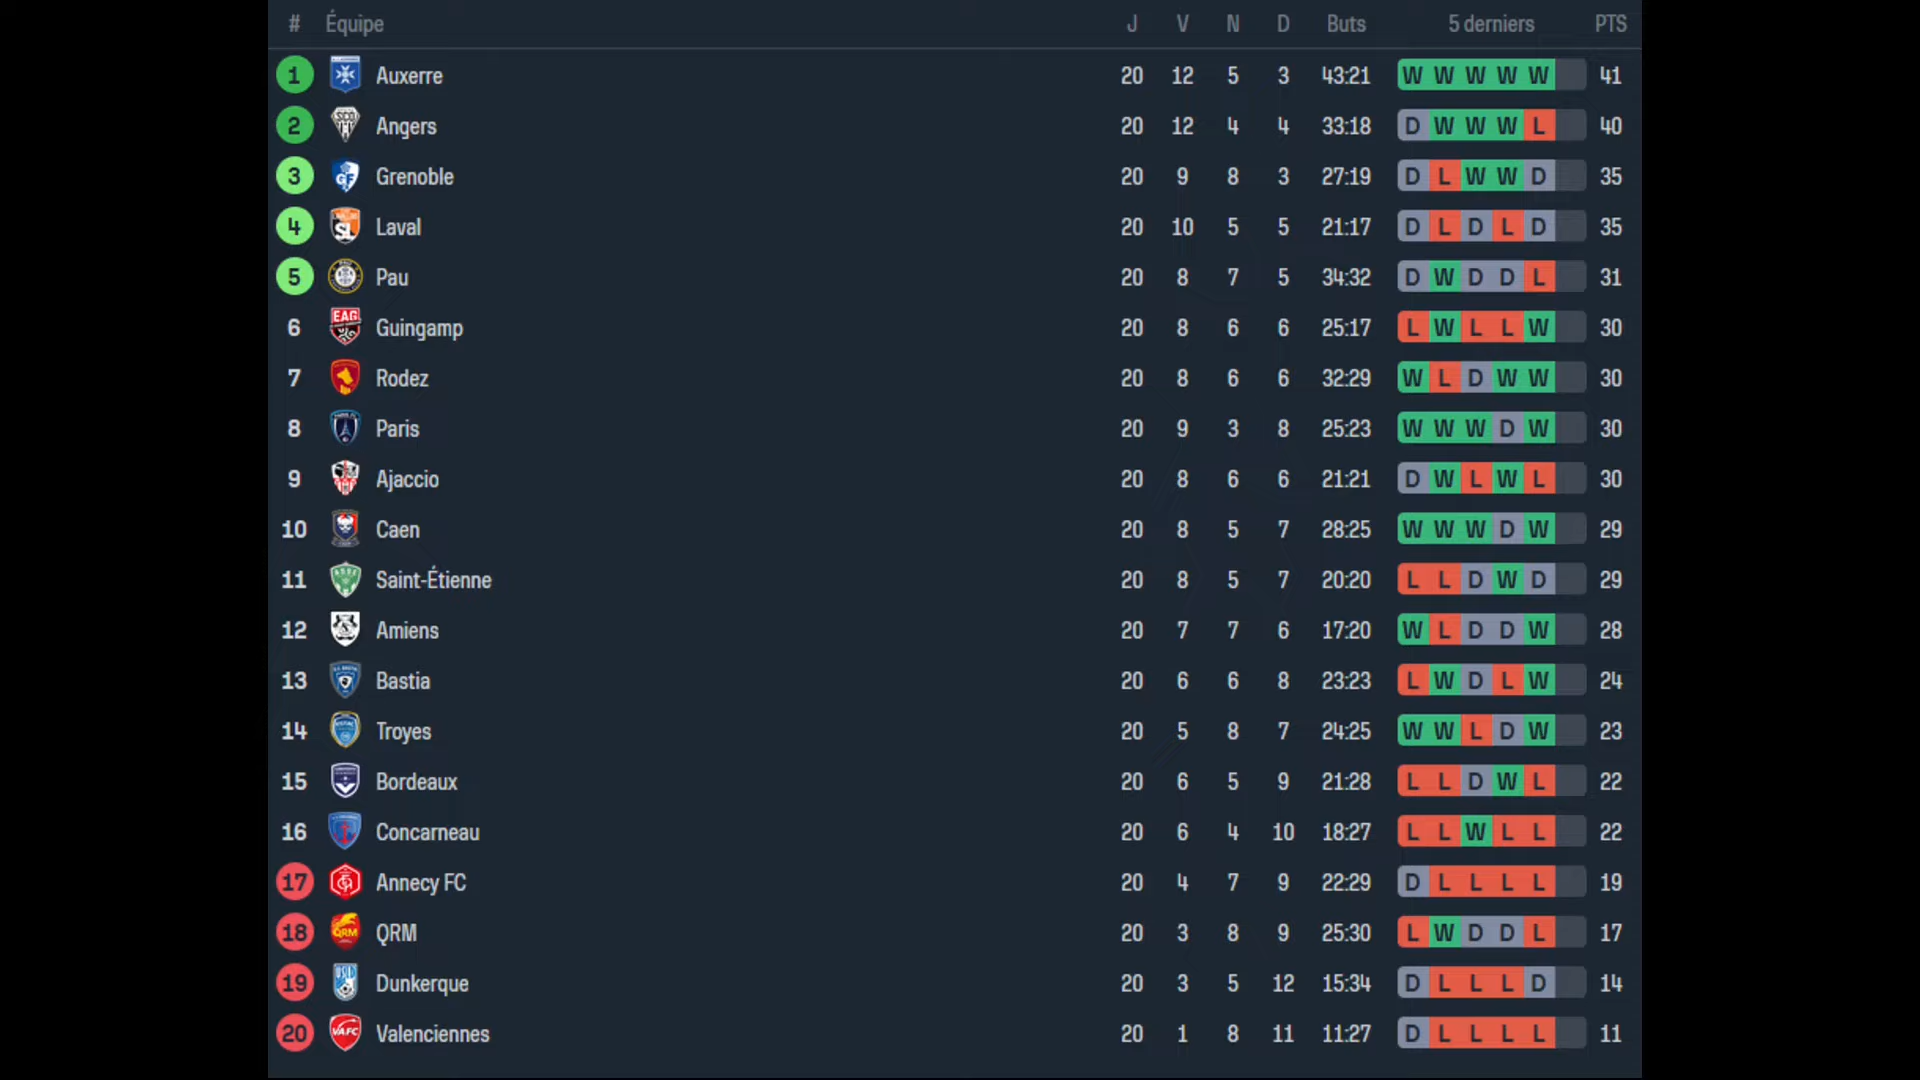 # Équipe J V N D Buts 5 derniers PTS
1 Auxerre 20 12 5 3 43:21 W W W W W 41
2 Angers 20 12 4 4 33:18 D W W W L 40
3 GF Grenoble 20 9 8 3 27:19 D L W W D 35
4 SL Laval 20 10 5 5 21:17 D L D L D 35
5 Pau 20 8 7 5 34:32 D W D D L 31
6 EAG Guingamp 20 8 6 6 25:17 L W L L W 30
7 Rodez 20 8 6 6 32:29 W L D W W 30
8 Paris 20 9 3 8 25:23 W W W D W 30
9 Ajaccio 20 8 6 6 21:21 D W L W L 30
10 Caen 20 8 5 7 28:25 W W W D W 29
11 Saint-Étienne 20 8 5 7 20:20 L L D W D 29
12 Amiens 20 7 7 6 17:20 W L D D W 28
13 Bastia 20 6 6 8 23:23 L W D L W 24
14 Troyes 20 5 8 7 24:25 W W L D W 23
15 Bordeaux 20 6 5 9 21:28 L L D W L 22
16 Concarneau 20 6 4 10 18:27 L L W L L 22
17 Annecy FC 20 4 7 9 22:29 D L L L L 19
18 QRM QRM 20 3 8 9 25:30 L W D D L 17
19 USLD Dunkerque 20 3 5 12 15:34 D L L L D 14
20 VAFC Valenciennes 20 1 8 11 11:27 D L L L L 11